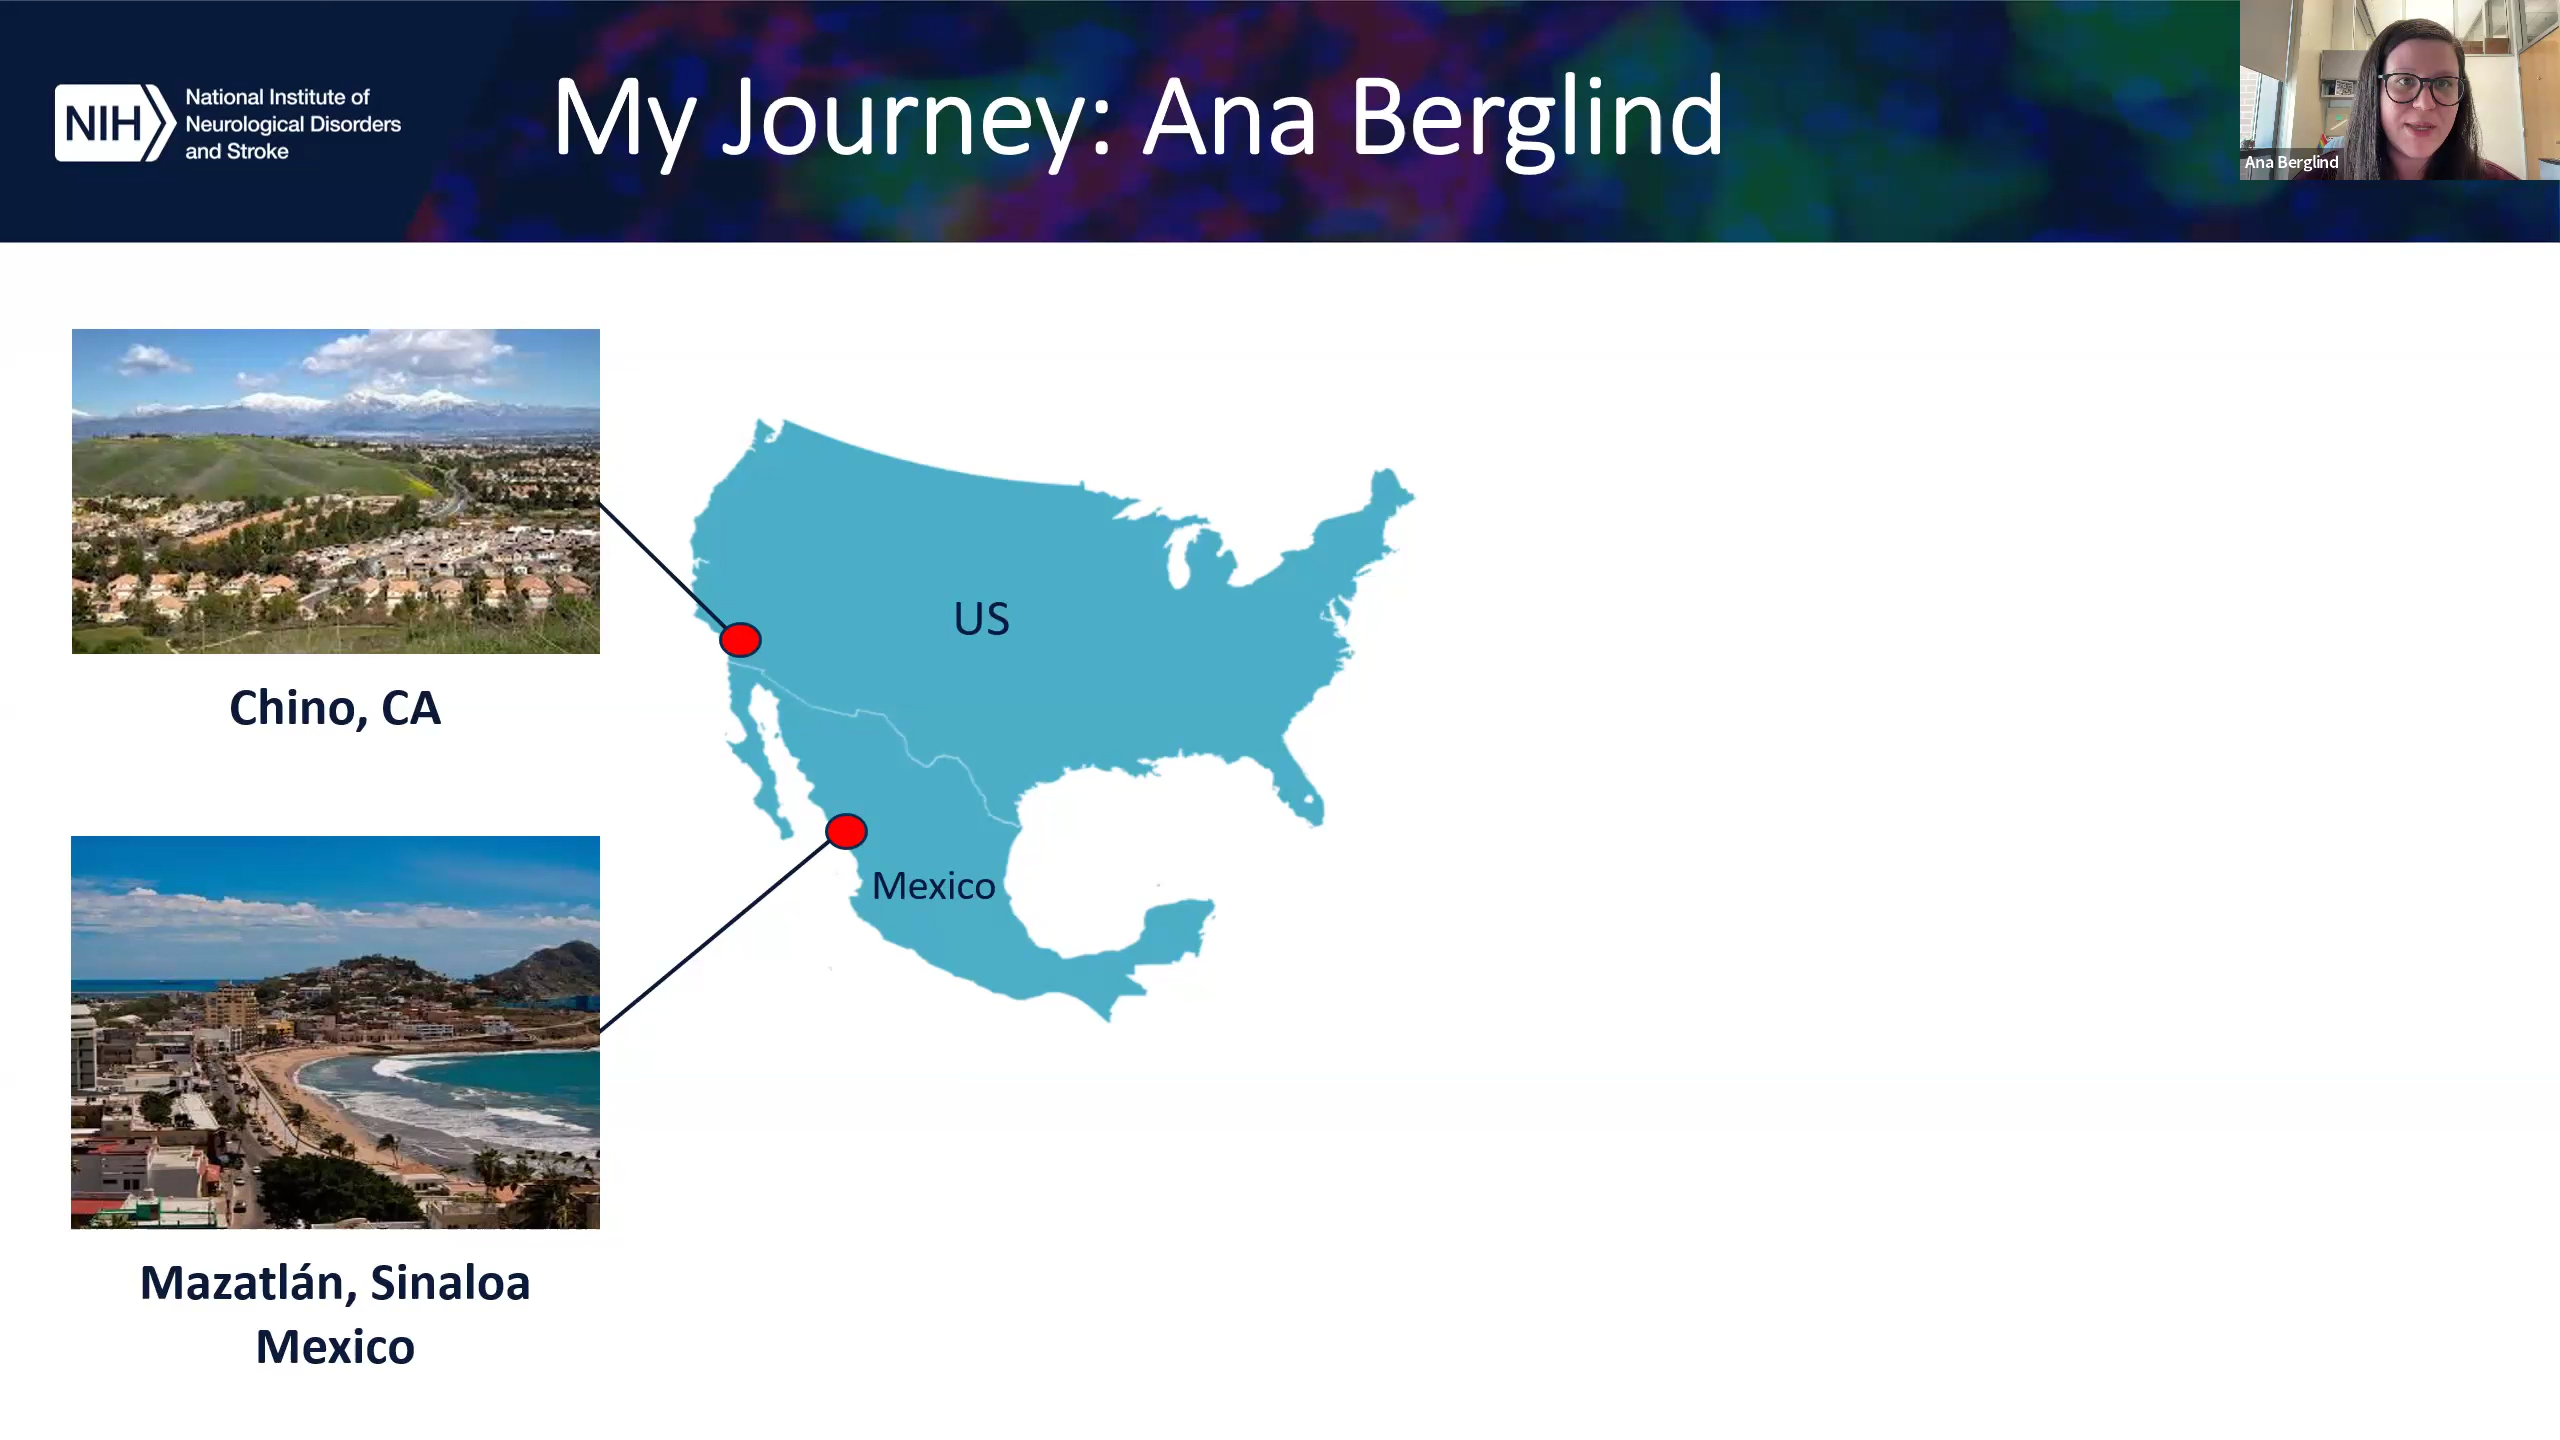 NIH
National Institute of
Neurological Disorders
and Stroke
My Journey: Ana Berglind
Ana Berglind
Chino, CA
US
Mexico
Mazatlán, Sinaloa
Mexico